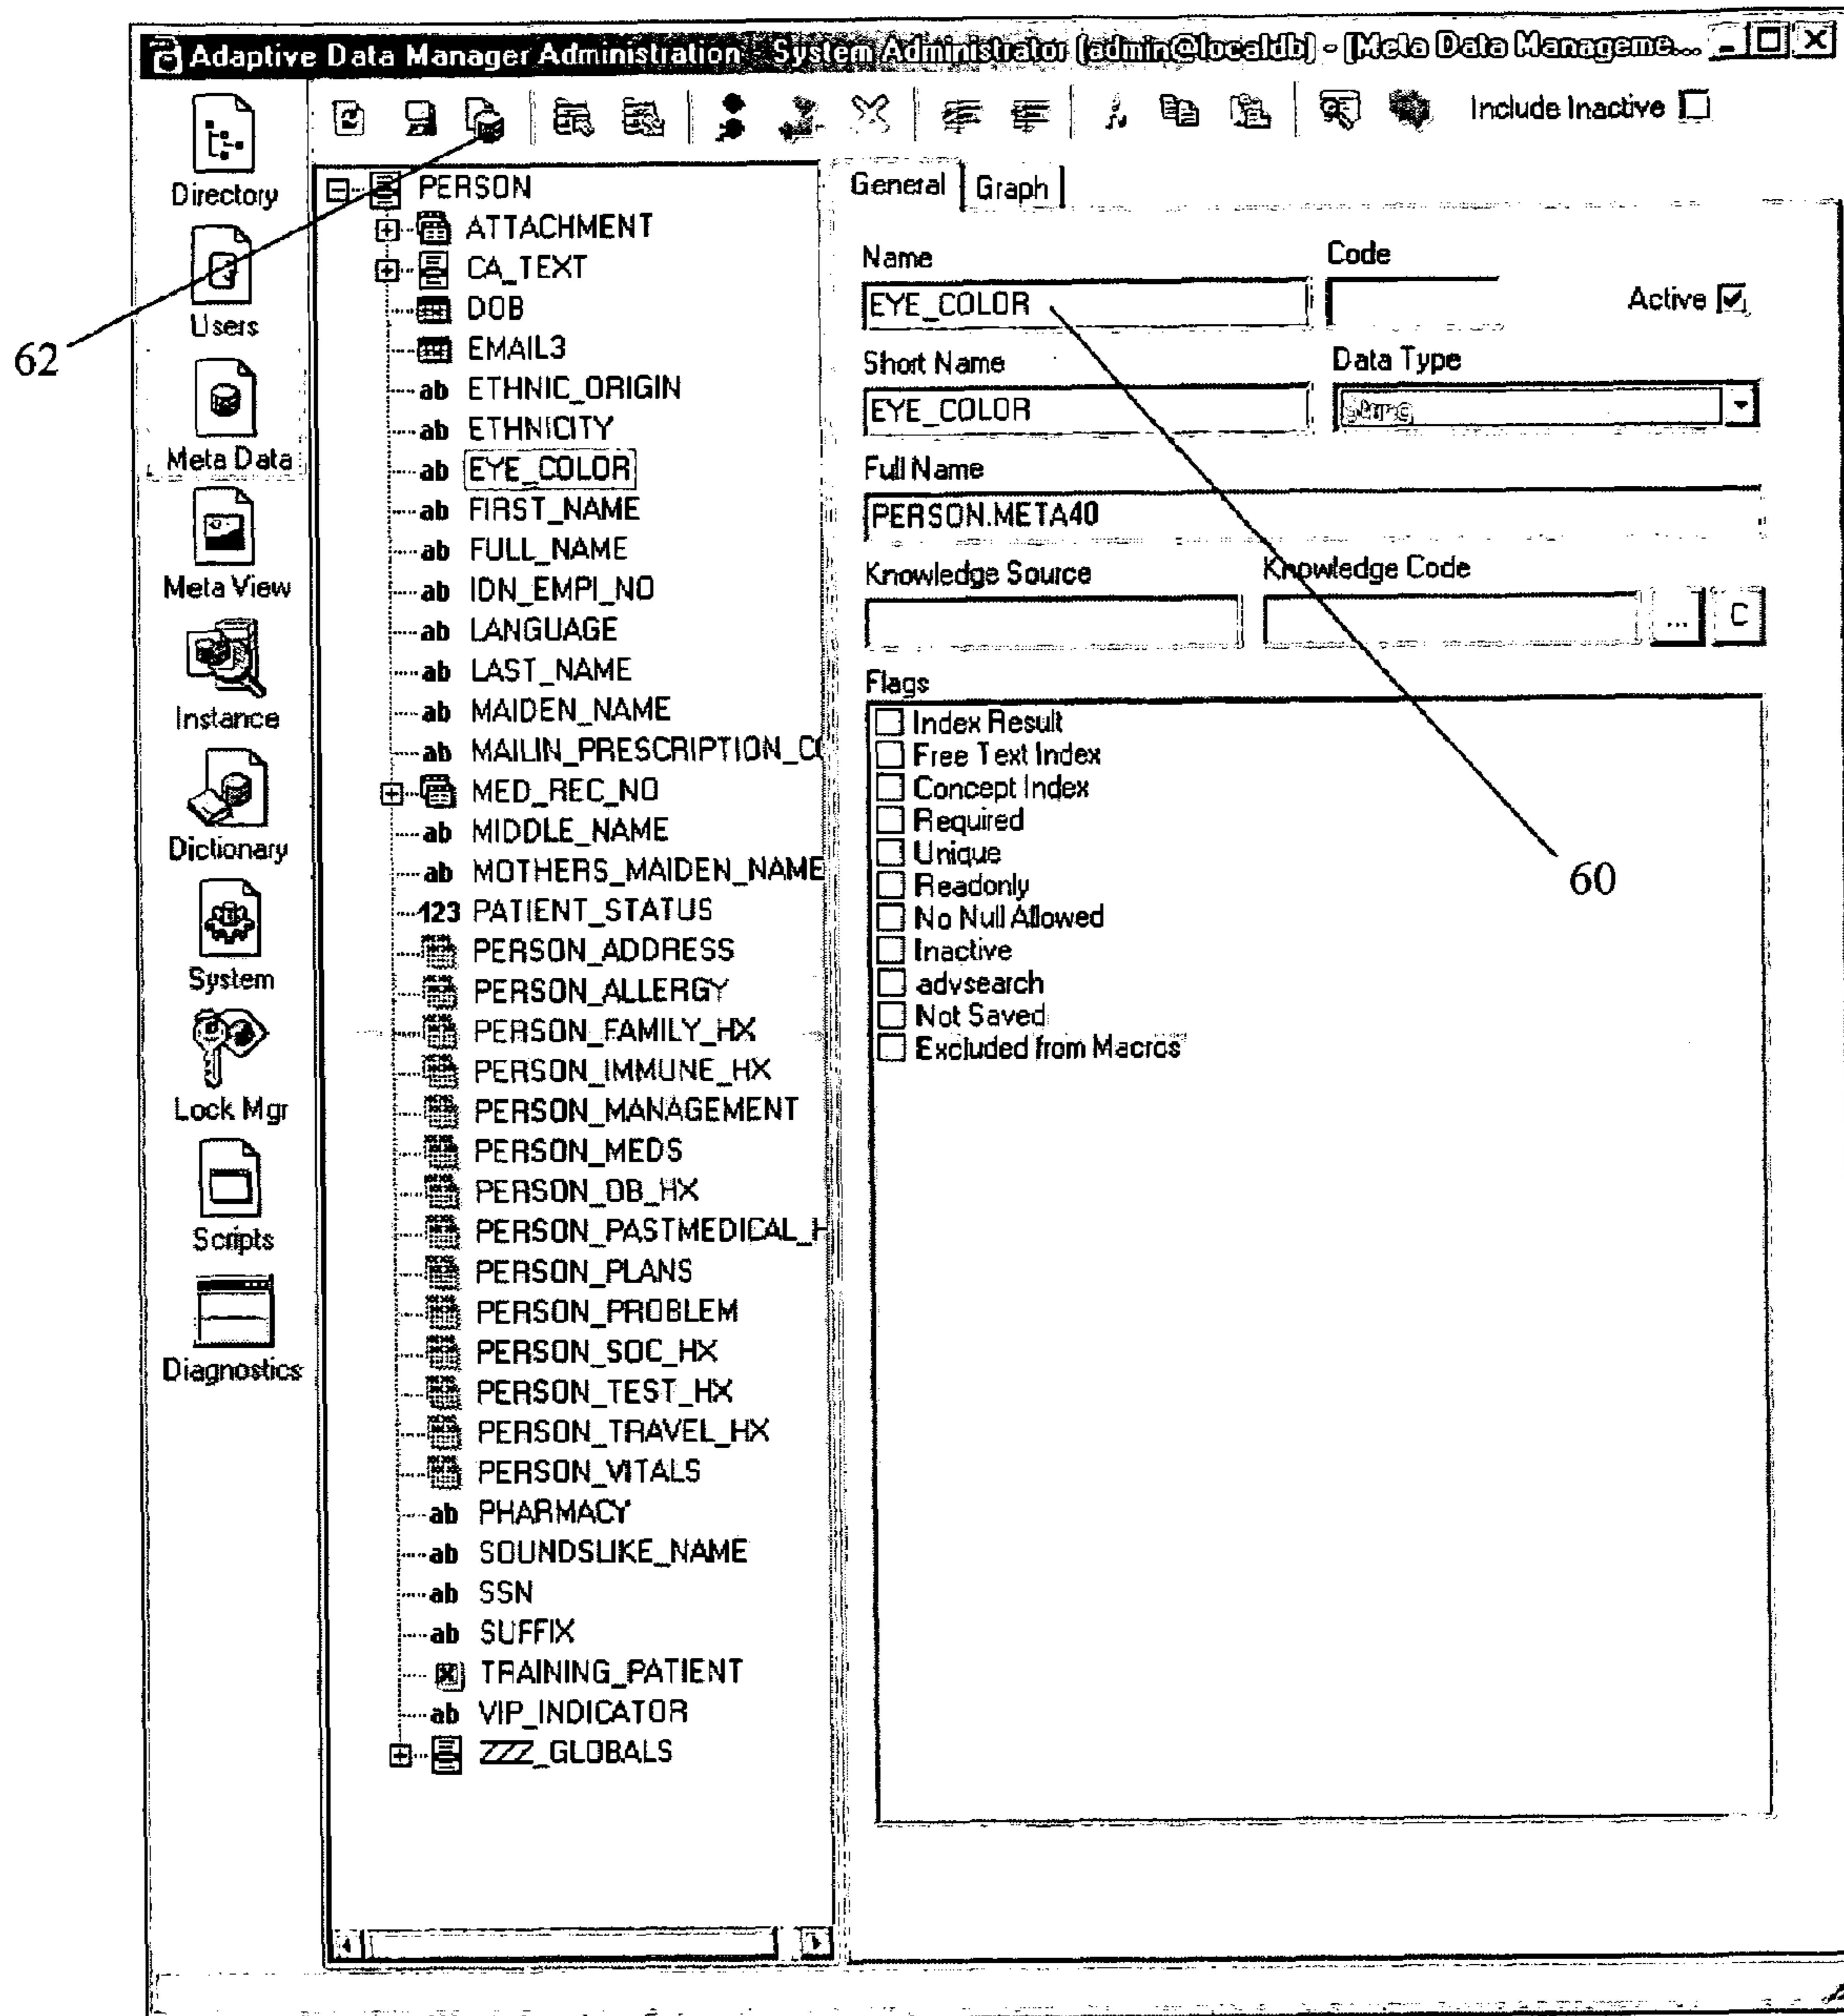 Adaptive Data Manager Administration - System Administrator (admin@localdb) - [Meta Data Manageme...
Include Inactive
Directory
Users
Meta Data
Meta View
Instance
Dictionary
System
Lock Mgr
Scripts
Diagnostics
62
PERSON
ATTACHMENT
CA_TEXT
DOB
EMAIL3
ab ETHNIC_ORIGIN
ab ETHNICITY
ab EYE_COLOR
ab FIRST_NAME
ab FULL_NAME
ab IDN_EMPI_NO
ab LANGUAGE
ab LAST_NAME
ab MAIDEN_NAME
ab MAILIN_PRESCRIPTION_CO
MED_REC_NO
ab MIDDLE_NAME
ab MOTHERS_MAIDEN_NAME
123 PATIENT_STATUS
PERSON_ADDRESS
PERSON_ALLERGY
PERSON_FAMILY_HX
PERSON_IMMUNE_HX
PERSON_MANAGEMENT
PERSON_MEDS
PERSON_OB_HX
PERSON_PASTMEDICAL_H
PERSON_PLANS
PERSON_PROBLEM
PERSON_SOC_HX
PERSON_TEST_HX
PERSON_TRAVEL_HX
PERSON_VITALS
ab PHARMACY
ab SOUNDSLIKE_NAME
ab SSN
ab SUFFIX
TRAINING_PATIENT
ab VIP_INDICATOR
ZZZ_GLOBALS
General Graph
Name Code
EYE_COLOR Active
Short Name Data Type
EYE_COLOR
Full Name
PERSON.META40
Knowledge Source Knowledge Code
... C
Flags
Index Result
Free Text Index
Concept Index
Required
Unique
Readonly
No Null Allowed
Inactive
advsearch
Not Saved
Excluded from Macros
60